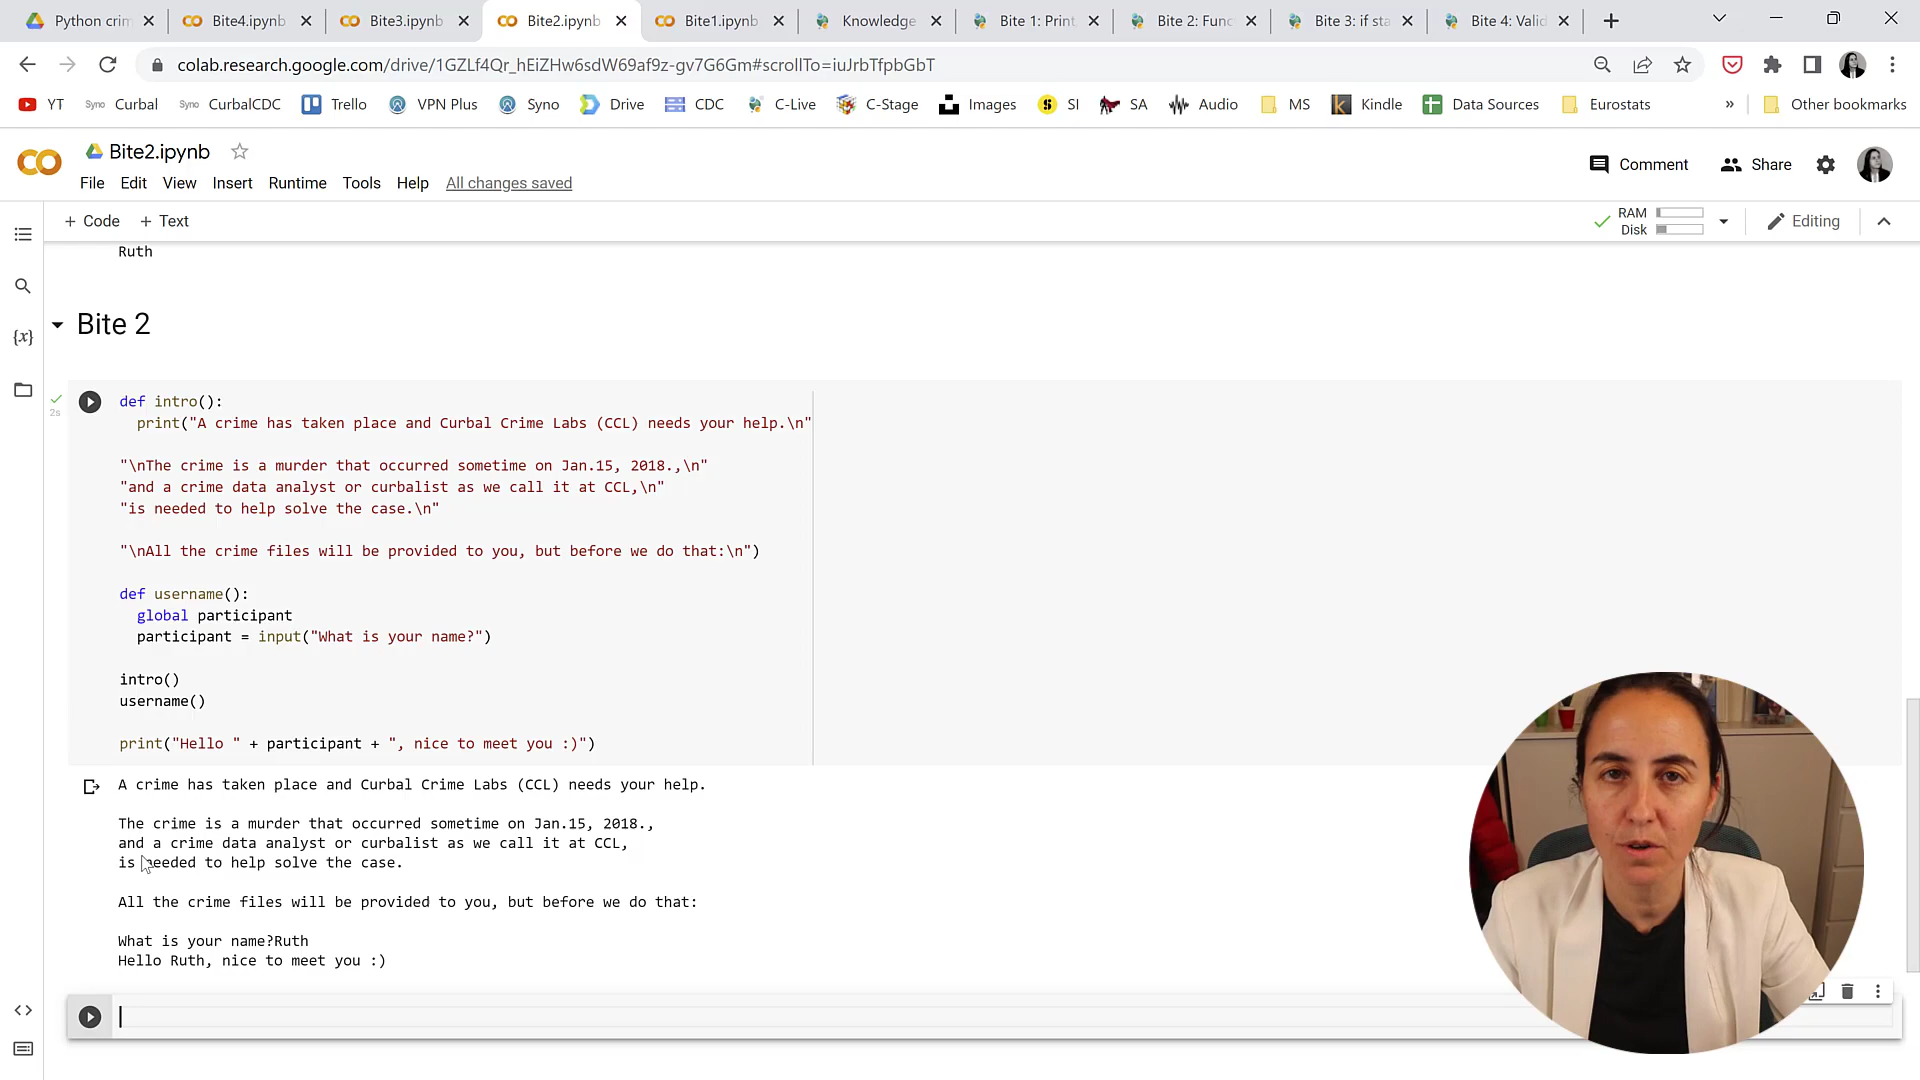 Python crim
Bite4.ipynb
Bite3.ipynb
Bite2.ipynb
Bite1.ipynb
Knowledge
Bite 1: Print
Bite 2: Func
Bite 3: if sta
Bite 4: Valid
colab.research.google.com/drive/1GZLf4Qr_hEiZHw6sdW69af9z-gv7G6Gm#scrollTo=iuJrbTfpbGbT
YT
Syno Curbal
Syno CurbalCDC
Trello
VPN Plus
Syno
Drive
CDC
C-Live
C-Stage
Images
SI
SA
Audio
MS
Kindle
Data Sources
Eurostats
»
Other bookmarks
CO
Bite2.ipynb
Comment
Share
File Edit View Insert Runtime Tools Help All changes saved
+ Code + Text
RAM
Disk
Editing
Ruth
{x}
Bite 2
2s
def intro():
print("A crime has taken place and Curbal Crime Labs (CCL) needs your help.\n"
"\nThe crime is a murder that occurred sometime on Jan.15, 2018.,\n"
"and a crime data analyst or curbalist as we call it at CCL,\n"
"is needed to help solve the case.\n"
"\nAll the crime files will be provided to you, but before we do that:\n")
def username():
global participant
participant = input("What is your name?")
intro()
username()
print("Hello " + participant + ", nice to meet you :)")
A crime has taken place and Curbal Crime Labs (CCL) needs your help.
The crime is a murder that occurred sometime on Jan.15, 2018.,
and a crime data analyst or curbalist as we call it at CCL,
is needed to help solve the case.
All the crime files will be provided to you, but before we do that:
What is your name?Ruth
Hello Ruth, nice to meet you :)